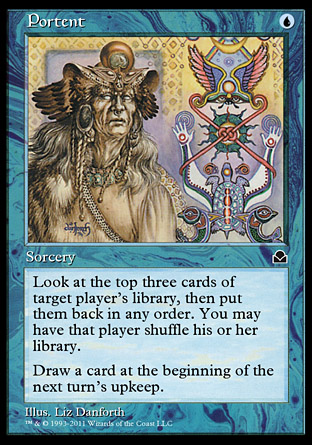 Portent
Sorcery
Look at the top three cards of
target player's library, then put
them back in any order. You may
have that player shuffle his or her
library.
Draw a card at the beginning of the
next turn's upkeep.
Illus. Liz Danforth
™ & © 1993-2011 Wizards of the Coast LLC